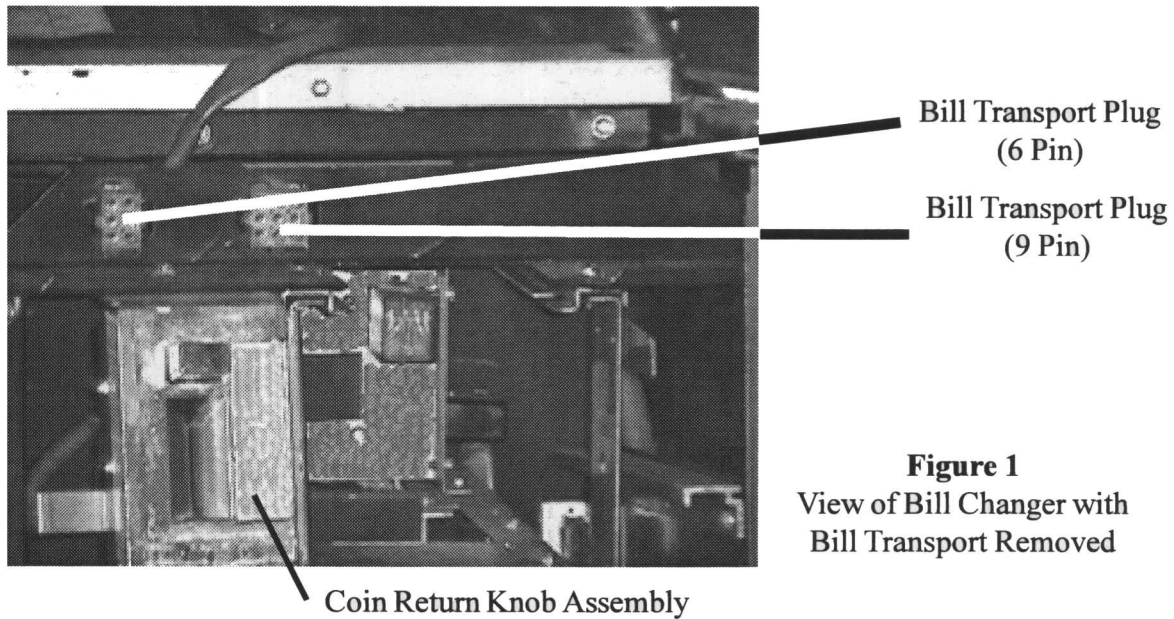 Bill Transport Plug
(6 Pin)
Bill Transport Plug
(9 Pin)
Figure 1
View of Bill Changer with
Bill Transport Removed
Coin Return Knob Assembly